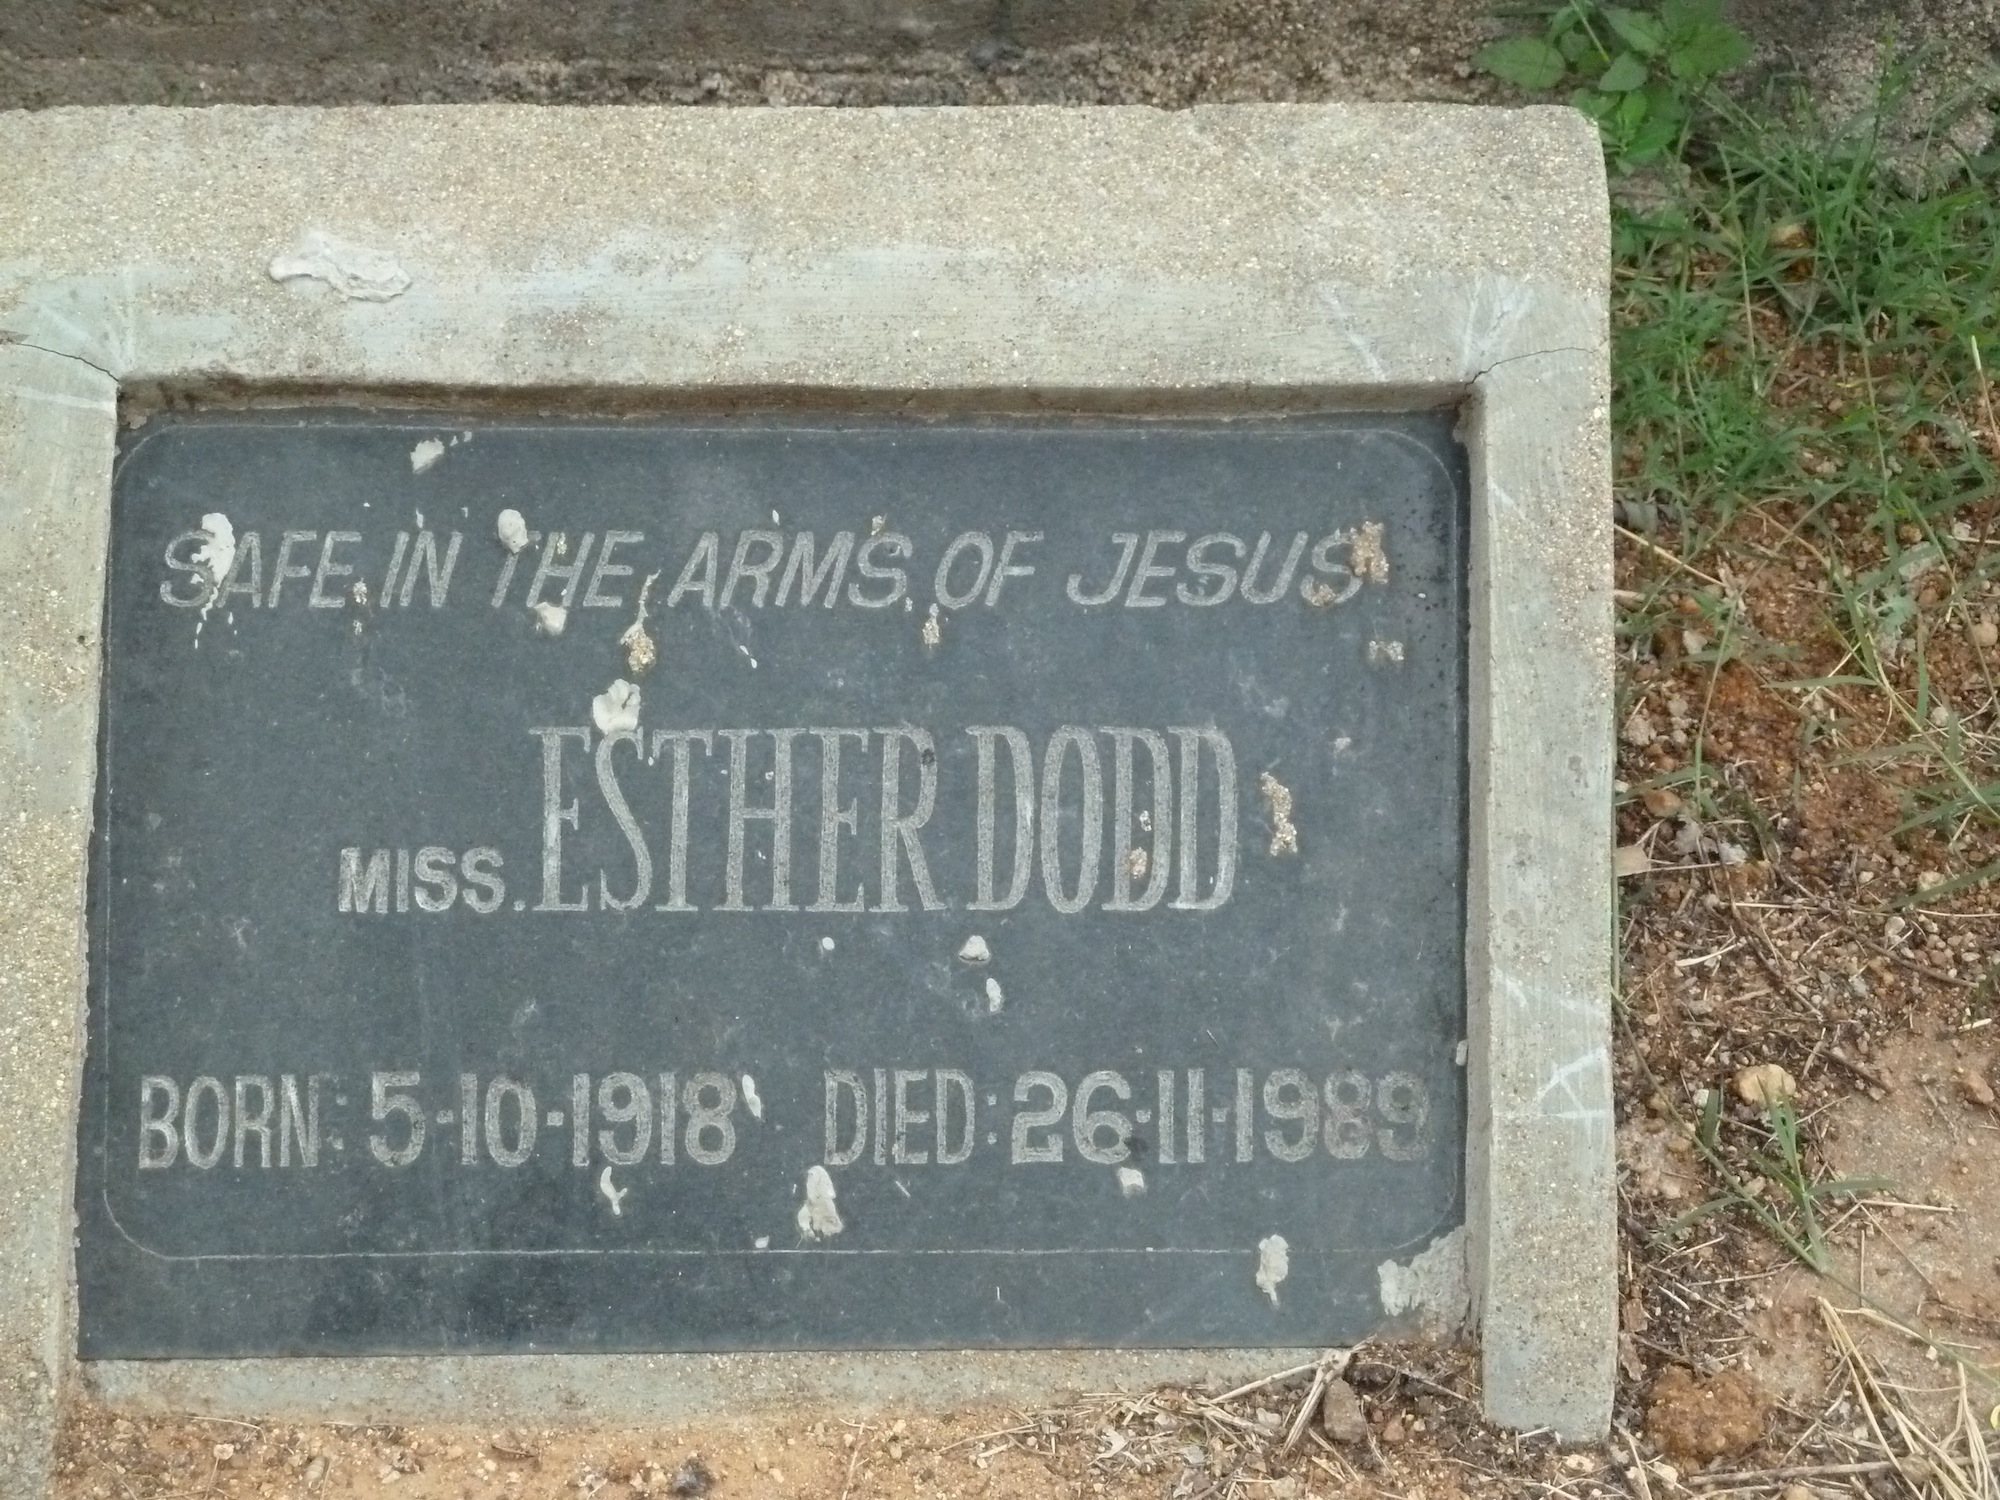 SAFE IN THE ARMS OF JESUS
MISS. ESTHER DODD
BORN: 5-10-1918 DIED: 26-11-1989